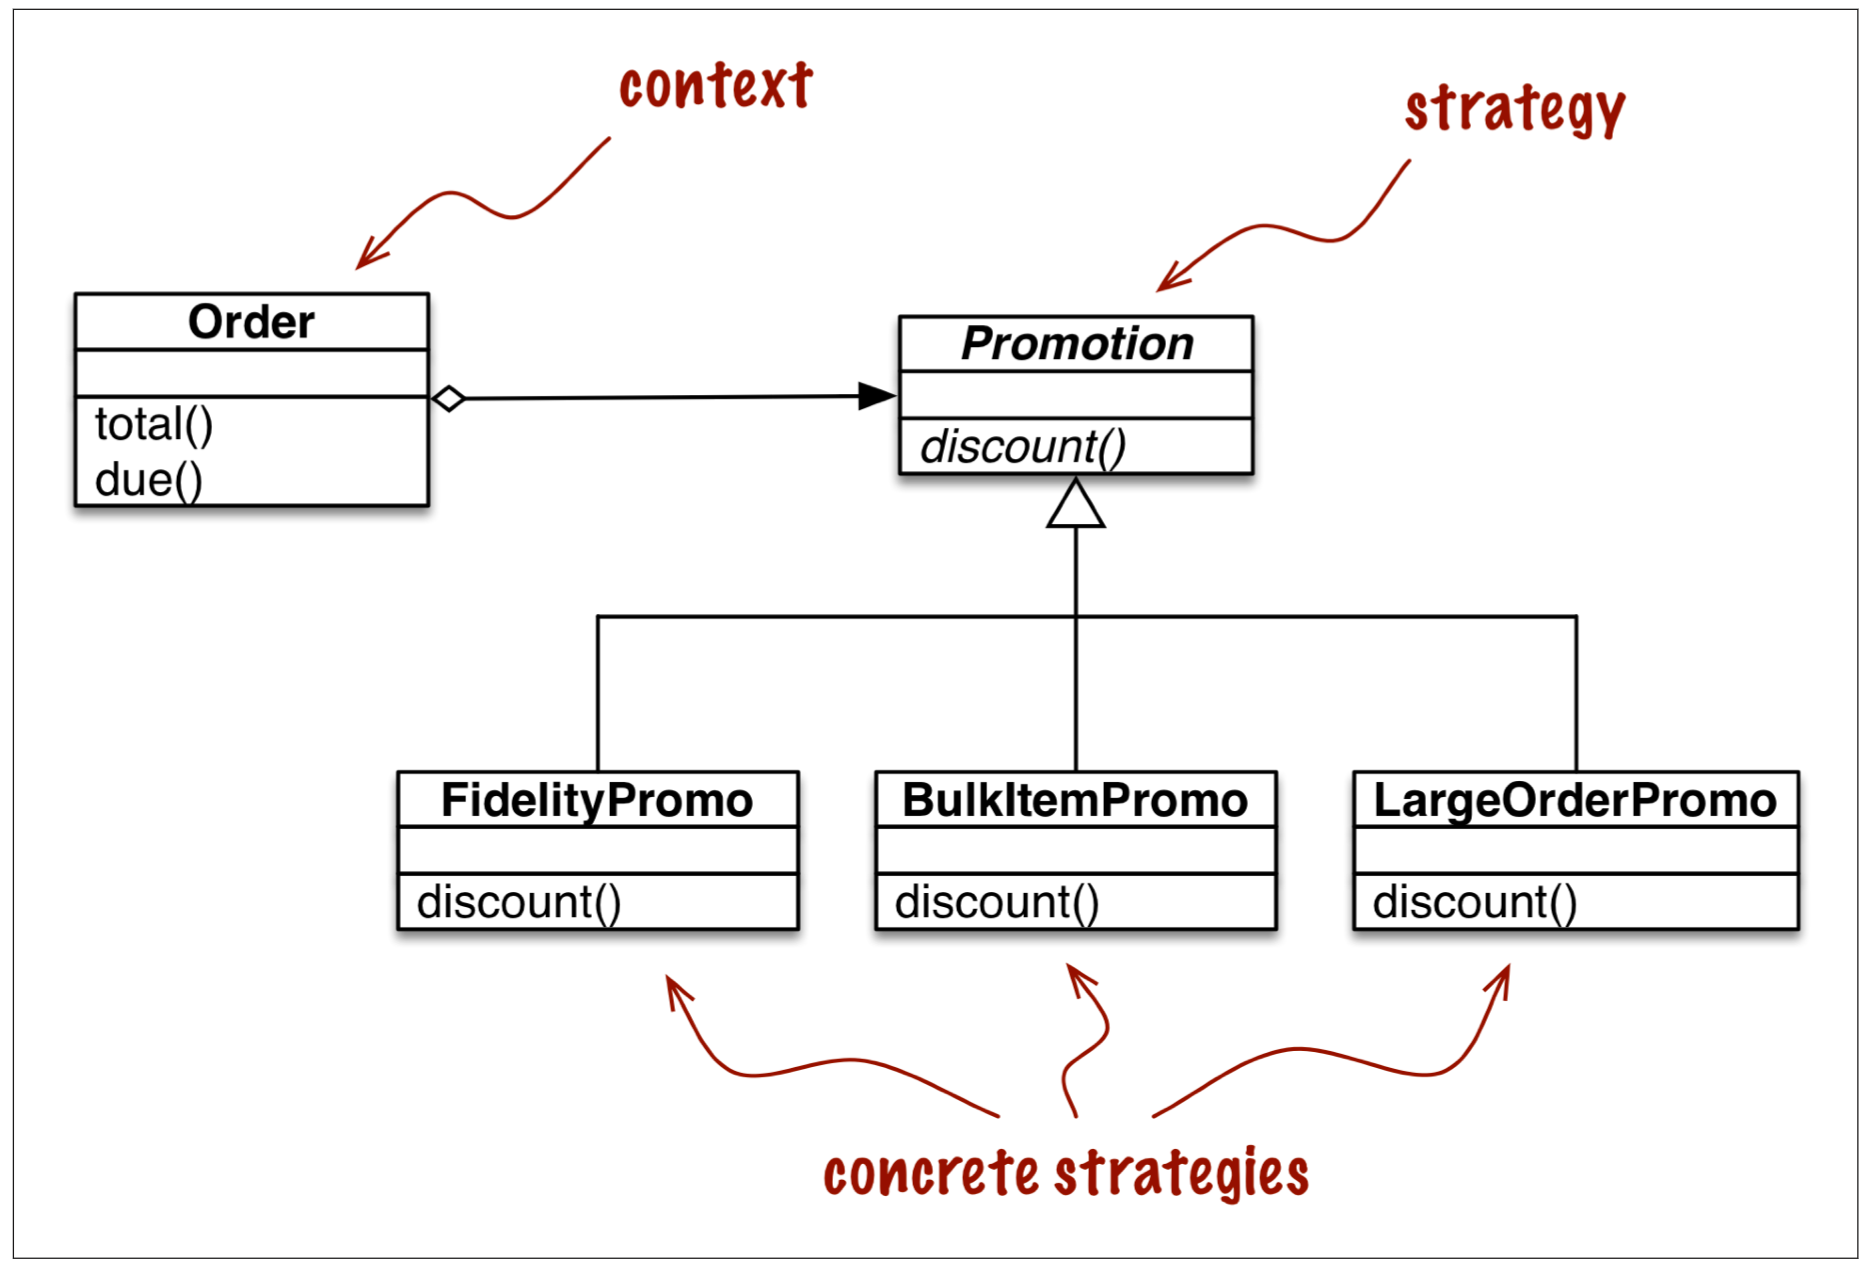 context
strategy
Order
total()
due()
Promotion
discount()
FidelityPromo
discount()
BulkItemPromo
discount()
LargeOrderPromo
discount()
concrete strategies